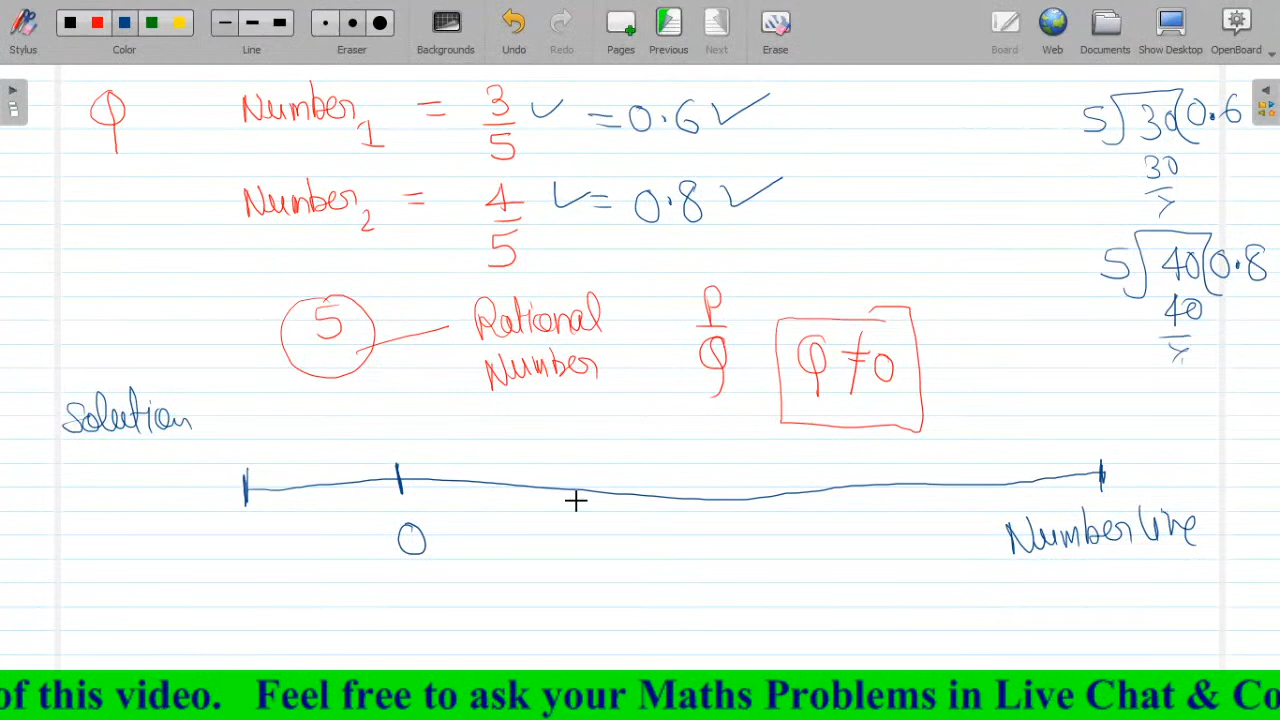 Stylus Color Line Eraser Backgrounds Undo Redo Pages Previous Next Erase Board Web Documents Show Desktop OpenBoard
Q Number1 = 3/5 ✓ = 0.6 ✓
Number2 = 4/5 ✓ = 0.8 ✓
5 Rational Number P/Q Q ≠ 0
5 30 0.6
30
5 40 0.8
40
Solution
0 Number line
of this video. Feel free to ask your Maths Problems in Live Chat & Co